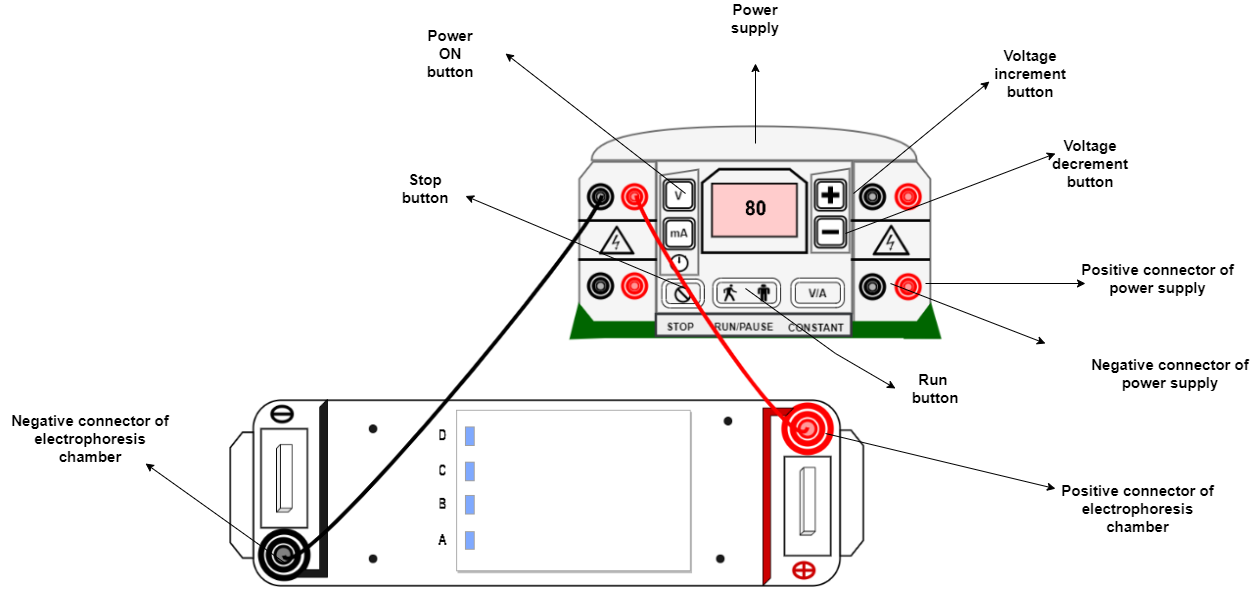 Power
supply
Power
ON
button
Voltage
increment
button
Voltage
decrement
button
Stop
button
V
80
mA
V/A
STOP
RUN/PAUSE
CONSTANT
Positive connector of
power supply
Negative connector of
power supply
Run
button
Negative connector of
electrophoresis
chamber
D
C
B
A
Positive connector of
electrophoresis
chamber